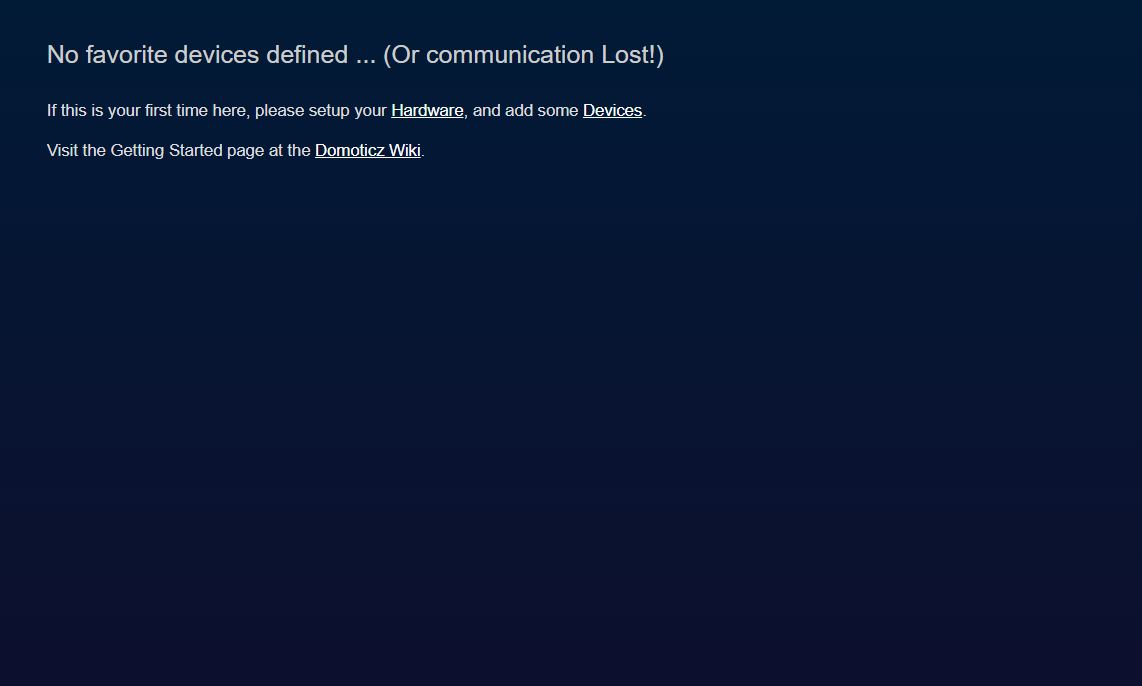 No favorite devices defined ... (Or communication Lost!)
If this is your first time here, please setup your Hardware, and add some Devices.
Visit the Getting Started page at the Domoticz Wiki.